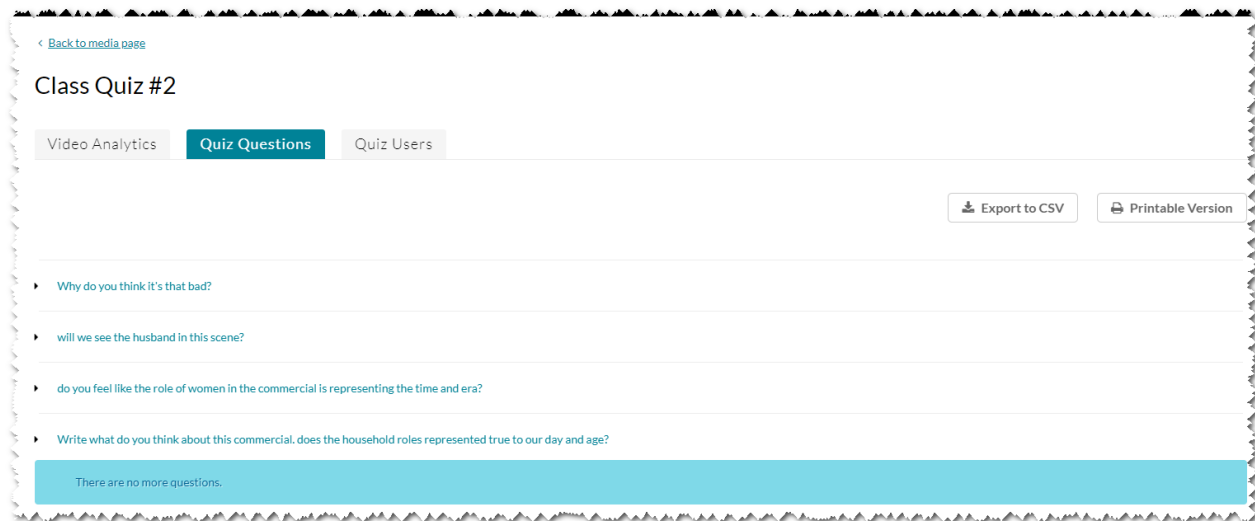 < Back to media page
Class Quiz #2
Video Analytics Quiz Questions Quiz Users
Export to CSV Printable Version
Why do you think it's that bad?
will we see the husband in this scene?
do you feel like the role of women in the commercial is representing the time and era?
Write what do you think about this commercial. does the household roles represented true to our day and age?
There are no more questions.